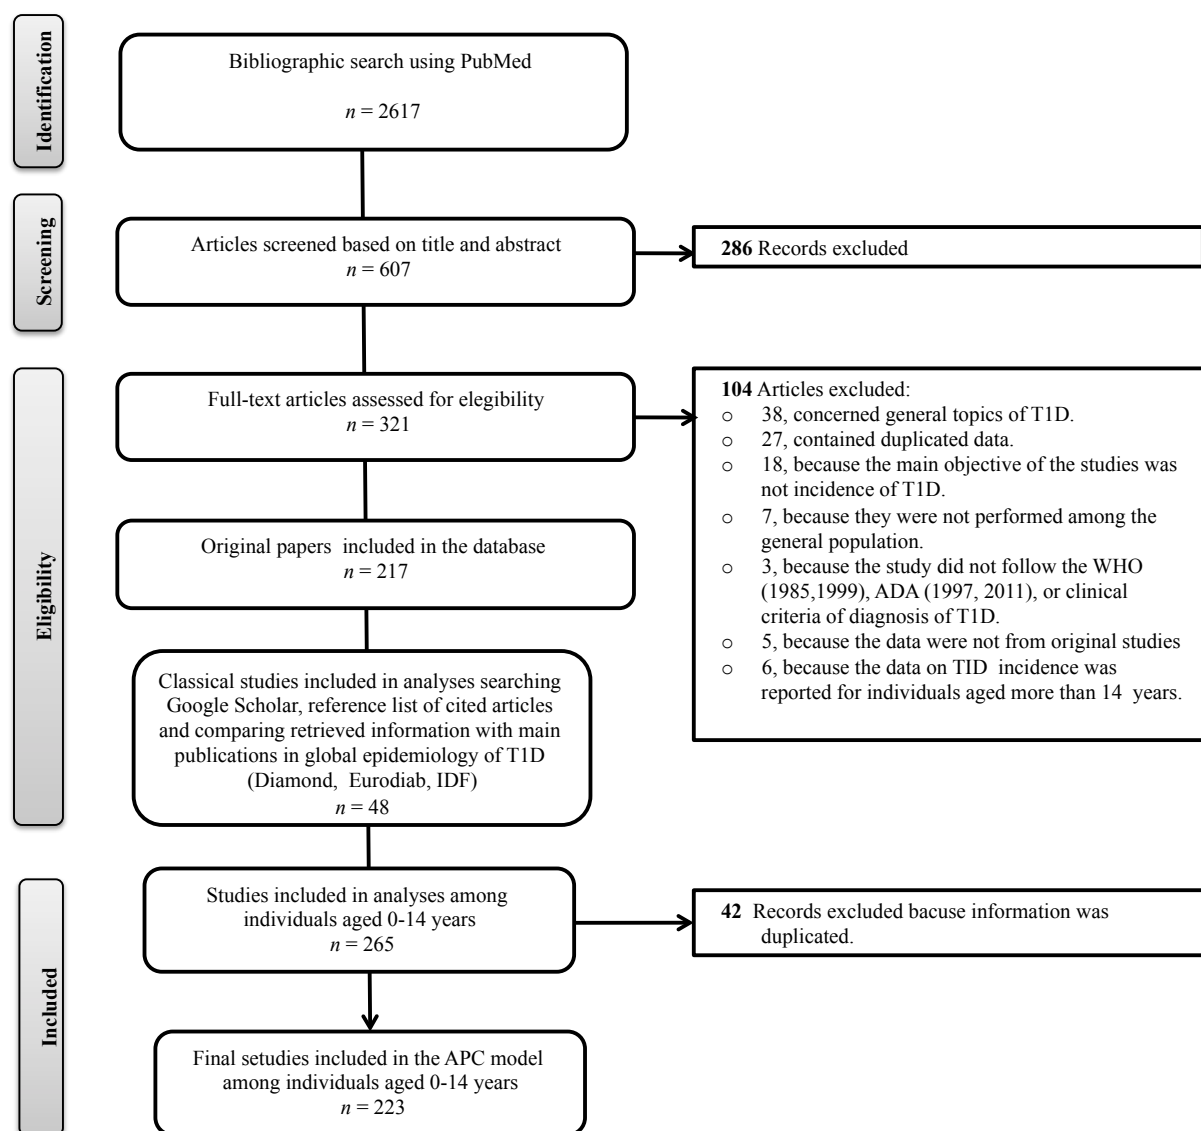 Identification
Bibliographic search using PubMed
n = 2617
Screening
Articles screened based on title and abstract
n = 607
286 Records excluded
Eligibility
Full-text articles assessed for elegibility
n = 321
104 Articles excluded:
o 38, concerned general topics of T1D.
o 27, contained duplicated data.
o 18, because the main objective of the studies was
not incidence of T1D.
o 7, because they were not performed among the
general population.
o 3, because the study did not follow the WHO
(1985,1999), ADA (1997, 2011), or clinical
criteria of diagnosis of T1D.
o 5, because the data were not from original studies
o 6, because the data on TID incidence was
reported for individuals aged more than 14 years.
Original papers included in the database
n = 217
Classical studies included in analyses searching
Google Scholar, reference list of cited articles
and comparing retrieved information with main
publications in global epidemiology of T1D
(Diamond, Eurodiab, IDF)
n = 48
Included
Studies included in analyses among
individuals aged 0-14 years
n = 265
42 Records excluded bacuse information was
duplicated.
Final setudies included in the APC model
among individuals aged 0-14 years
n = 223